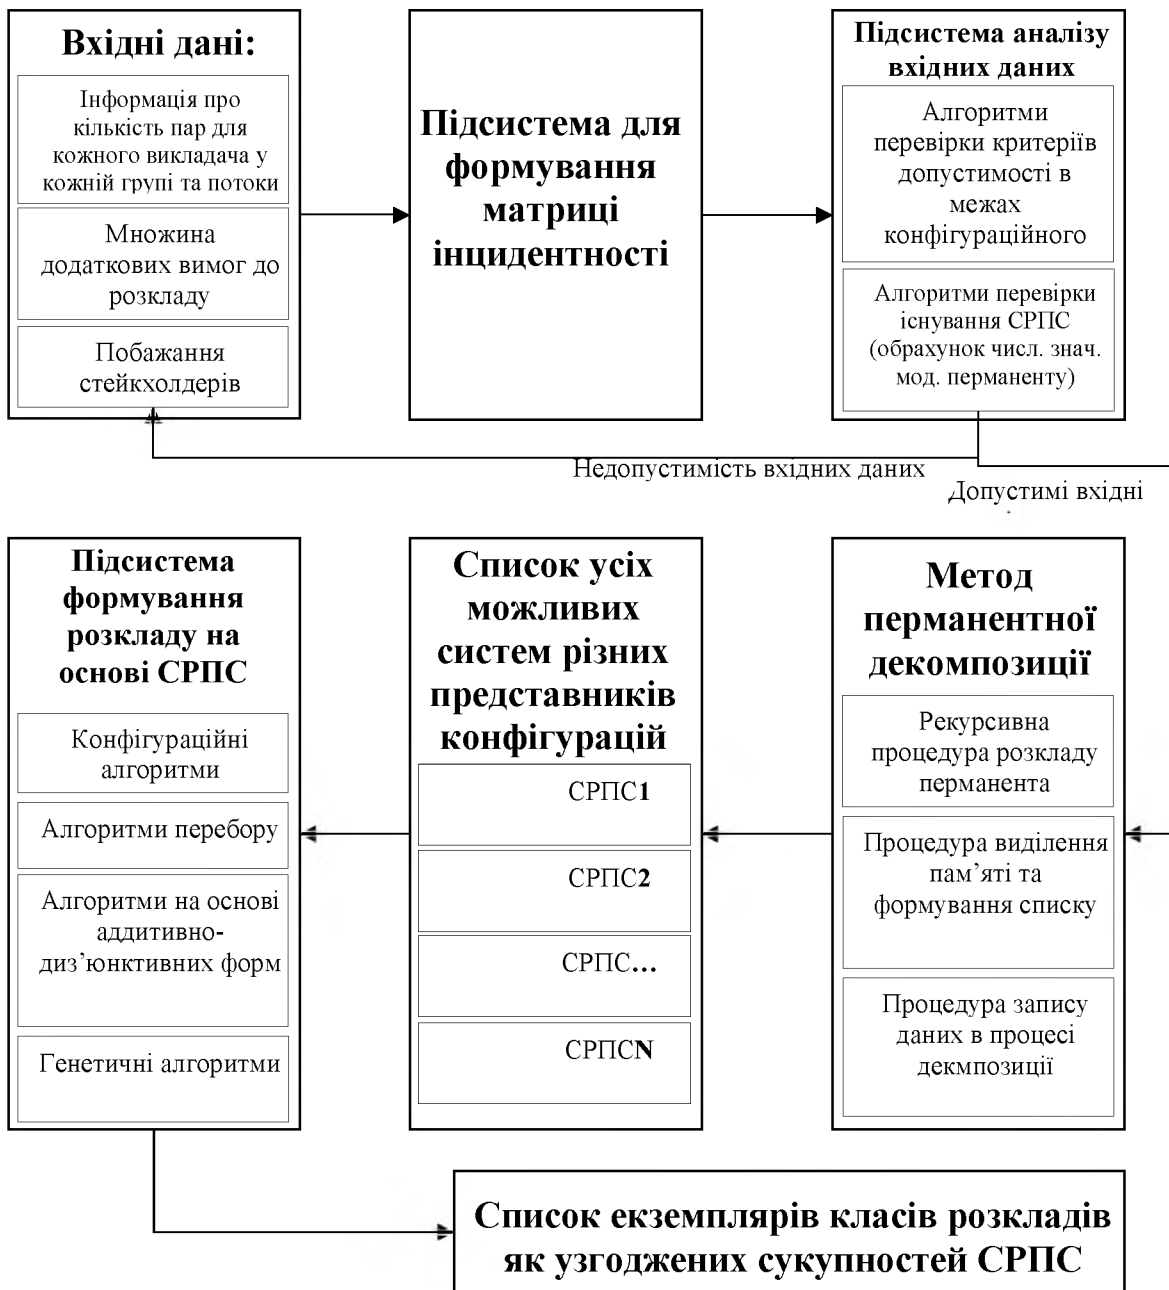 Вхідні дані:
Інформація про
кількість пар для
кожного викладача у
кожній групі та потоки
Множина
додаткових вимог до
розкладу
Побажання
стейкхолдерів
Підсистема для
формування
матриці
інцидентності
Підсистема аналізу
вхідних даних
Алгоритми
перевірки критеріїв
допустимості в
межах
конфігураційного
Алгоритми перевірки
існування СРПС
(обрахунок числ. знач.
мод. перманенту)
Недопустимість вхідних даних
Допустимі вхідні
Підсистема
формування
розкладу на
основі СРПС
Конфігураційні
алгоритми
Алгоритми перебору
Алгоритми на основі
аддитивно-
диз’юнктивних форм
Генетичні алгоритми
Список усіх
можливих
систем різних
представників
конфігурацій
СРПС1
СРПС2
СРПС...
СРПСN
Метод
перманентної
декомпозиції
Рекурсивна
процедура розкладу
перманента
Процедура виділення
пам’яті та
формування списку
Процедура запису
даних в процесі
декмпозиції
Список екземплярів класів розкладів
як узгоджених сукупностей СРПС